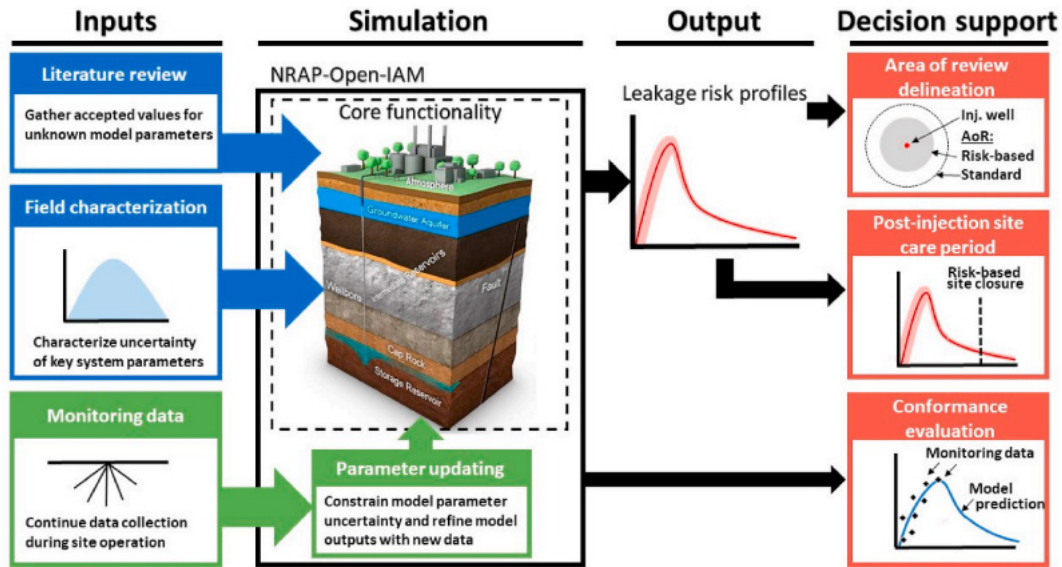 Inputs
Simulation
Output
Decision support
Literature review
Gather accepted values for
unknown model parameters
Field characterization
Characterize uncertainty
of key system parameters
Monitoring data
Continue data collection
during site operation
NRAP-Open-IAM
Core functionality
Atmosphere
Groundwater Aquifer
Intermediate Reservoirs
Wellbore
Fault
Cap Rock
Storage Reservoir
Parameter updating
Constrain model parameter
uncertainty and refine model
outputs with new data
Leakage risk profiles
Area of review
delineation
Inj. well
AoR:
Risk-based
Standard
Post-injection site
care period
Risk-based
site closure
Conformance
evaluation
Monitoring data
Model
prediction